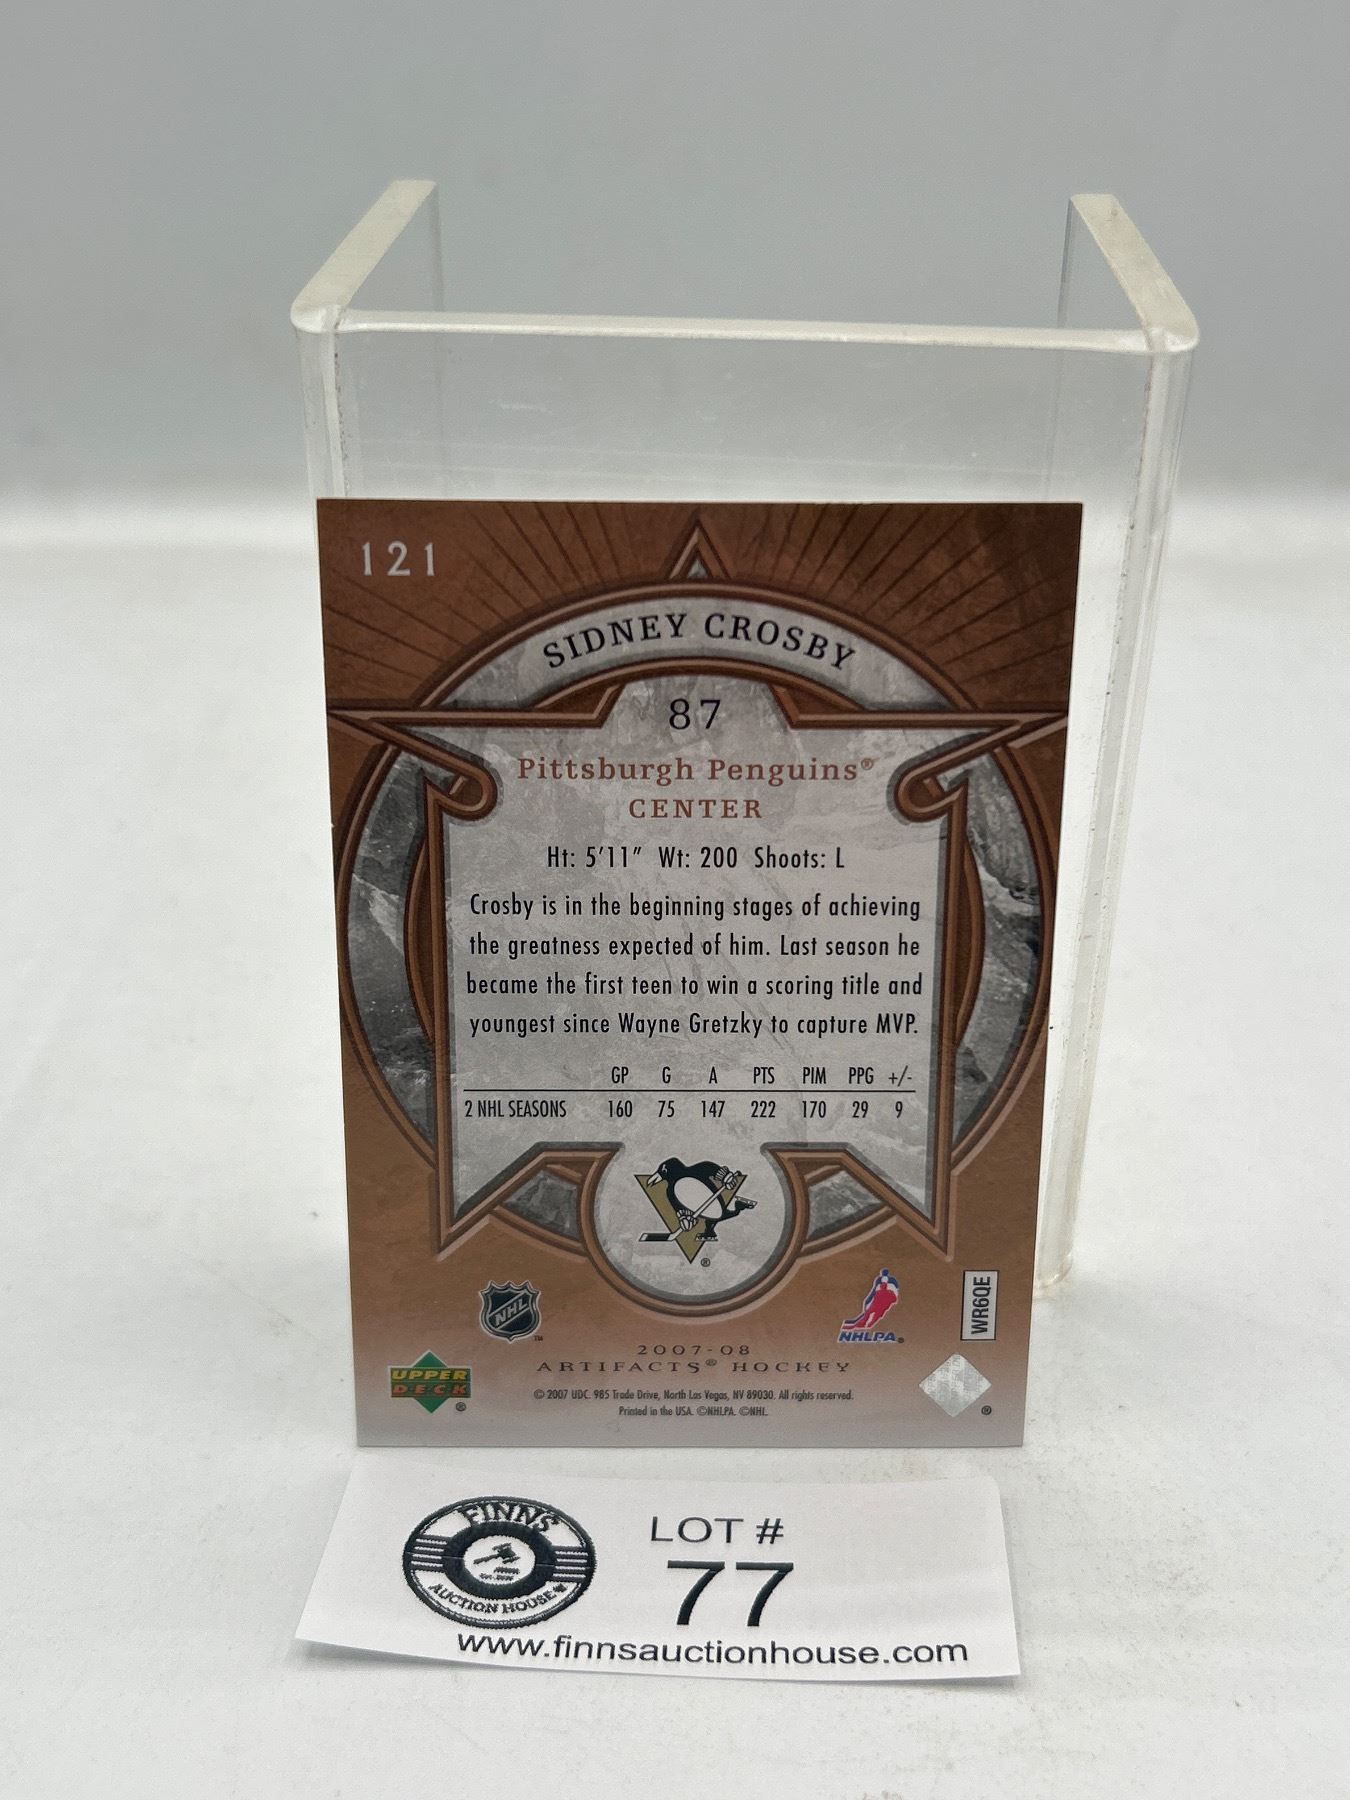 121
SIDNEY CROSBY
87
Pittsburgh Penguins®
CENTER
Ht: 5'11" Wt: 200 Shoots: L
Crosby is in the beginning stages of achieving
the greatness expected of him. Last season he
became the first teen to win a scoring title and
youngest since Wayne Gretzky to capture MVP.
GP G A PTS PIM PPG +/-
2 NHL SEASONS 160 75 147 222 170 29 9
®
NHL
TM
NHLPA®
WR6QE
2007-08
ARTIFACTS® HOCKEY
UPPER
DECK
®
© 2007 UDC. 985 Trade Drive, North Las Vegas, NV 89030. All rights reserved.
Printed in the USA. ©NHLPA. ©NHL.
®
FINNS
AUCTION HOUSE
LOT #
77
www.finnsauctionhouse.com